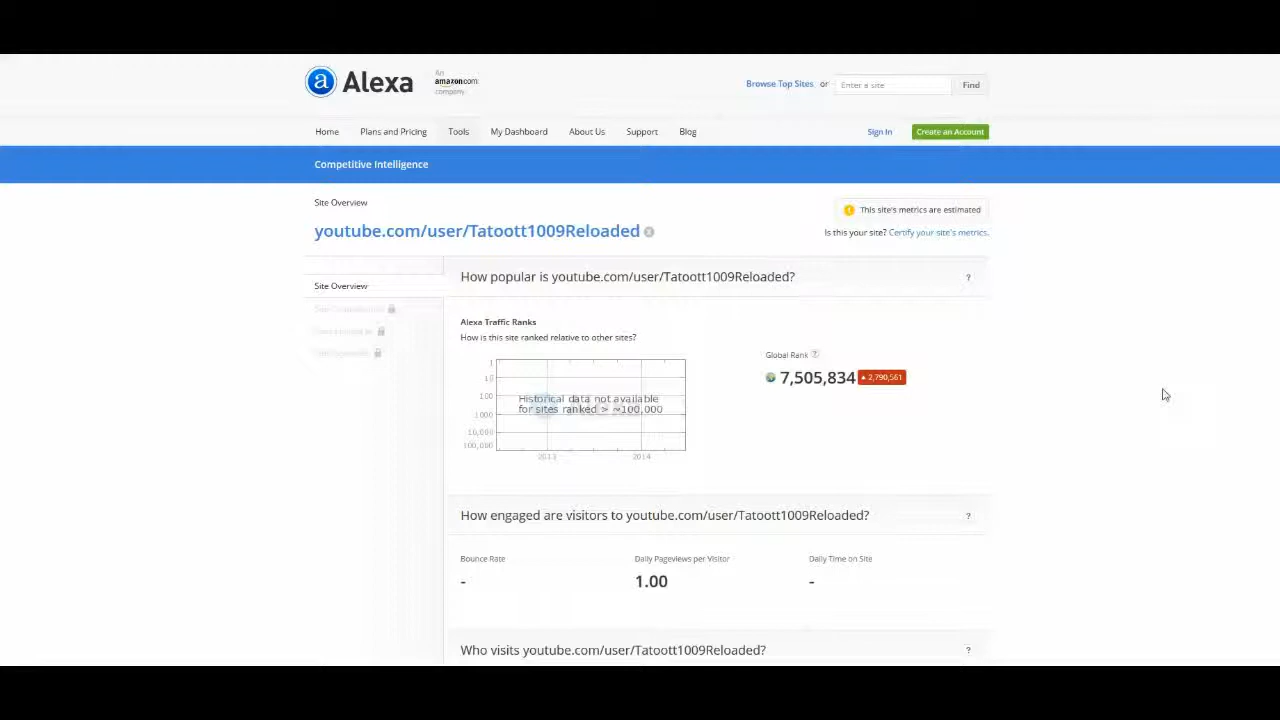 Alexa
An
amazon.com
company
Browse Top Sites or Enter a site Find
Home Plans and Pricing Tools My Dashboard About Us Support Blog Sign In Create an Account
Competitive Intelligence
Site Overview
This site's metrics are estimated
youtube.com/user/Tatoott1009Reloaded
Is this your site? Certify your site's metrics.
How popular is youtube.com/user/Tatoott1009Reloaded? ?
Site Overview
Alexa Traffic Ranks
How is this site ranked relative to other sites?
Global Rank ?
7,505,834 2,790,561
1
10
100
1000
10,000
100,000
Historical data not available
for sites ranked > ~100,000
2013 2014
How engaged are visitors to youtube.com/user/Tatoott1009Reloaded? ?
Bounce Rate Daily Pageviews per Visitor Daily Time on Site
- 1.00 -
Who visits youtube.com/user/Tatoott1009Reloaded? ?